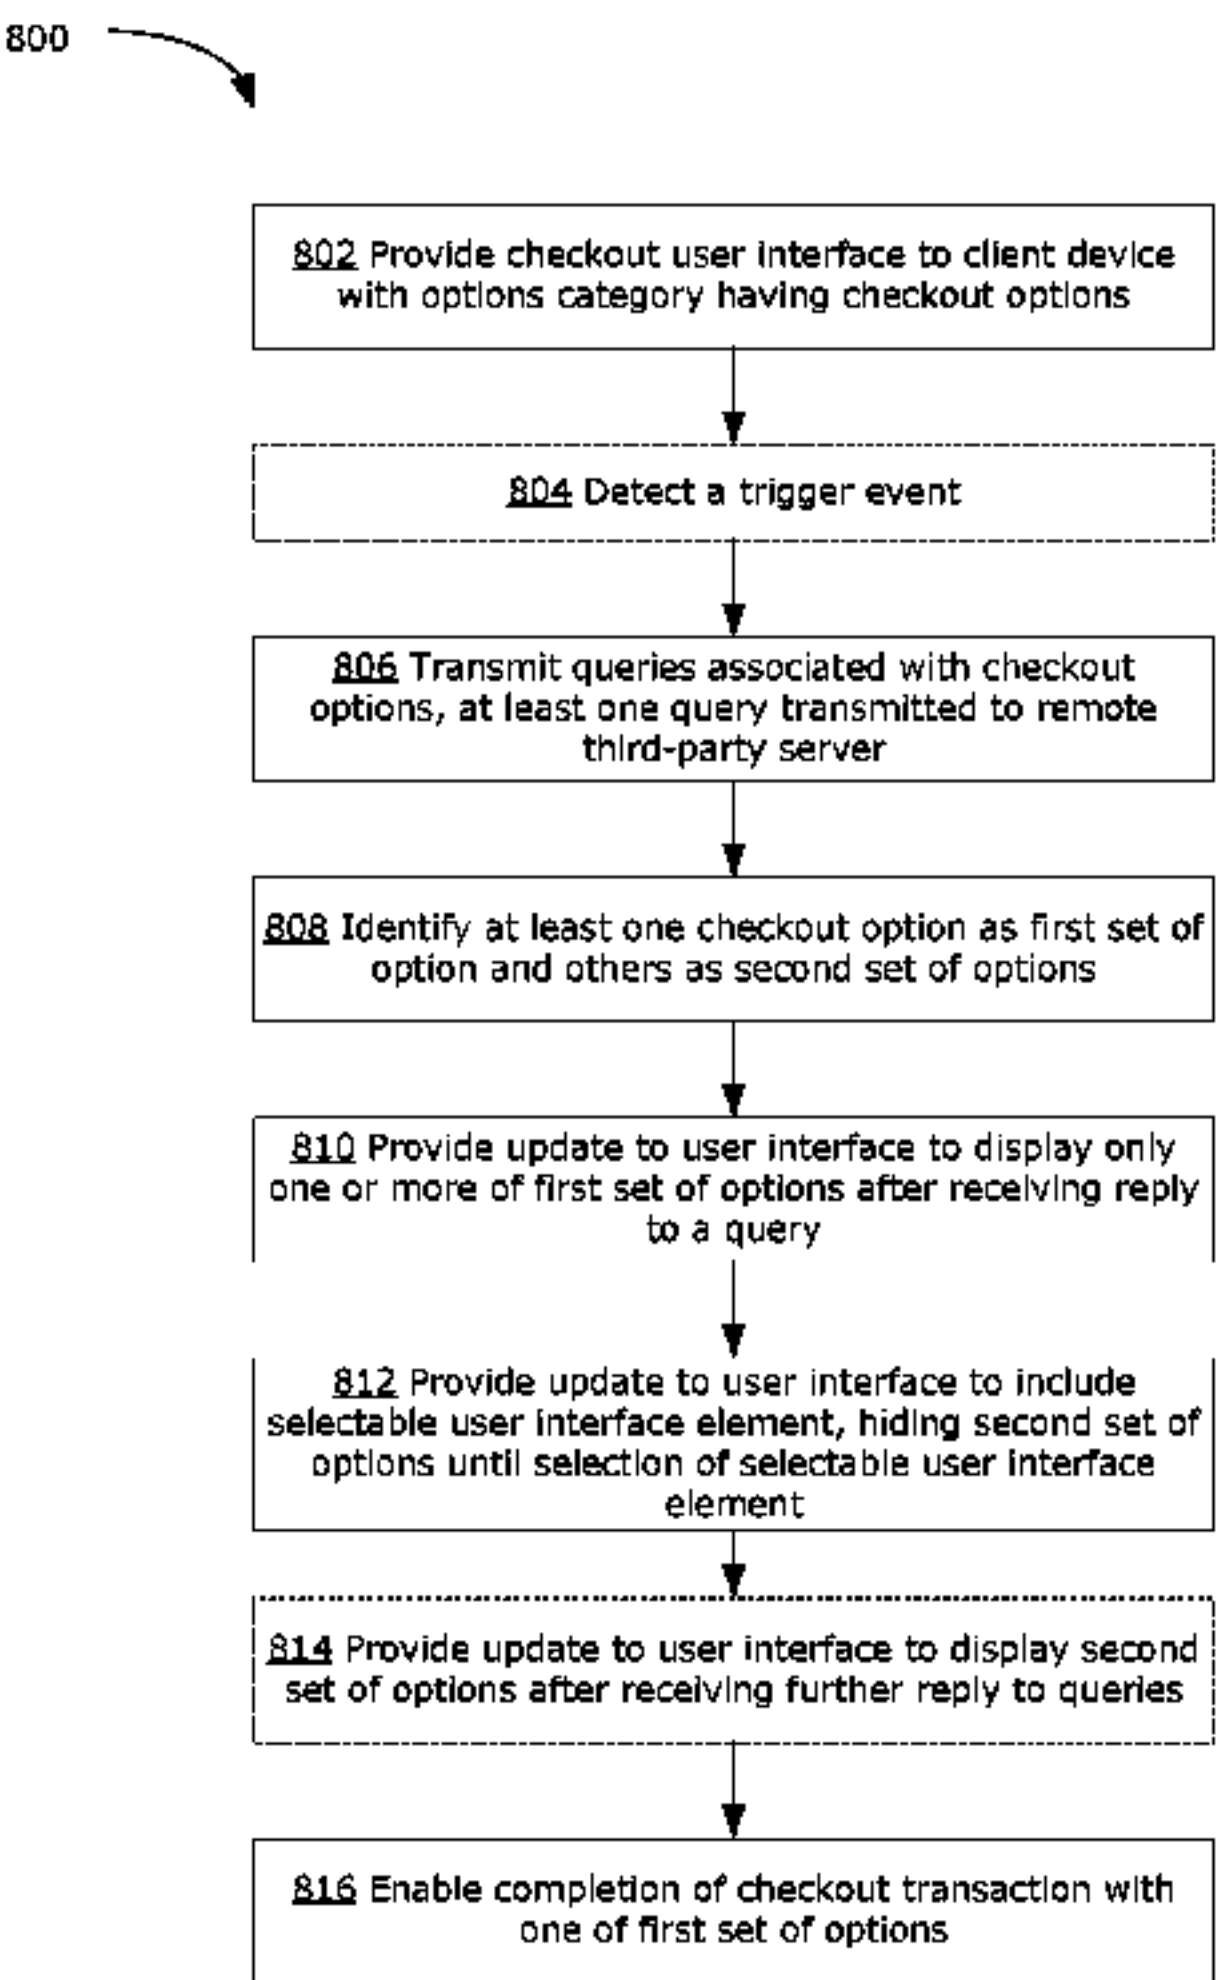 800
802 Provide checkout user interface to client device
with options category having checkout options
804 Detect a trigger event
806 Transmit queries associated with checkout
options, at least one query transmitted to remote
third-party server
808 Identify at least one checkout option as first set of
option and others as second set of options
810 Provide update to user interface to display only
one or more of first set of options after receiving reply
to a query
812 Provide update to user interface to include
selectable user interface element, hiding second set of
options until selection of selectable user interface
element
814 Provide update to user interface to display second
set of options after receiving further reply to queries
816 Enable completion of checkout transaction with
one of first set of options